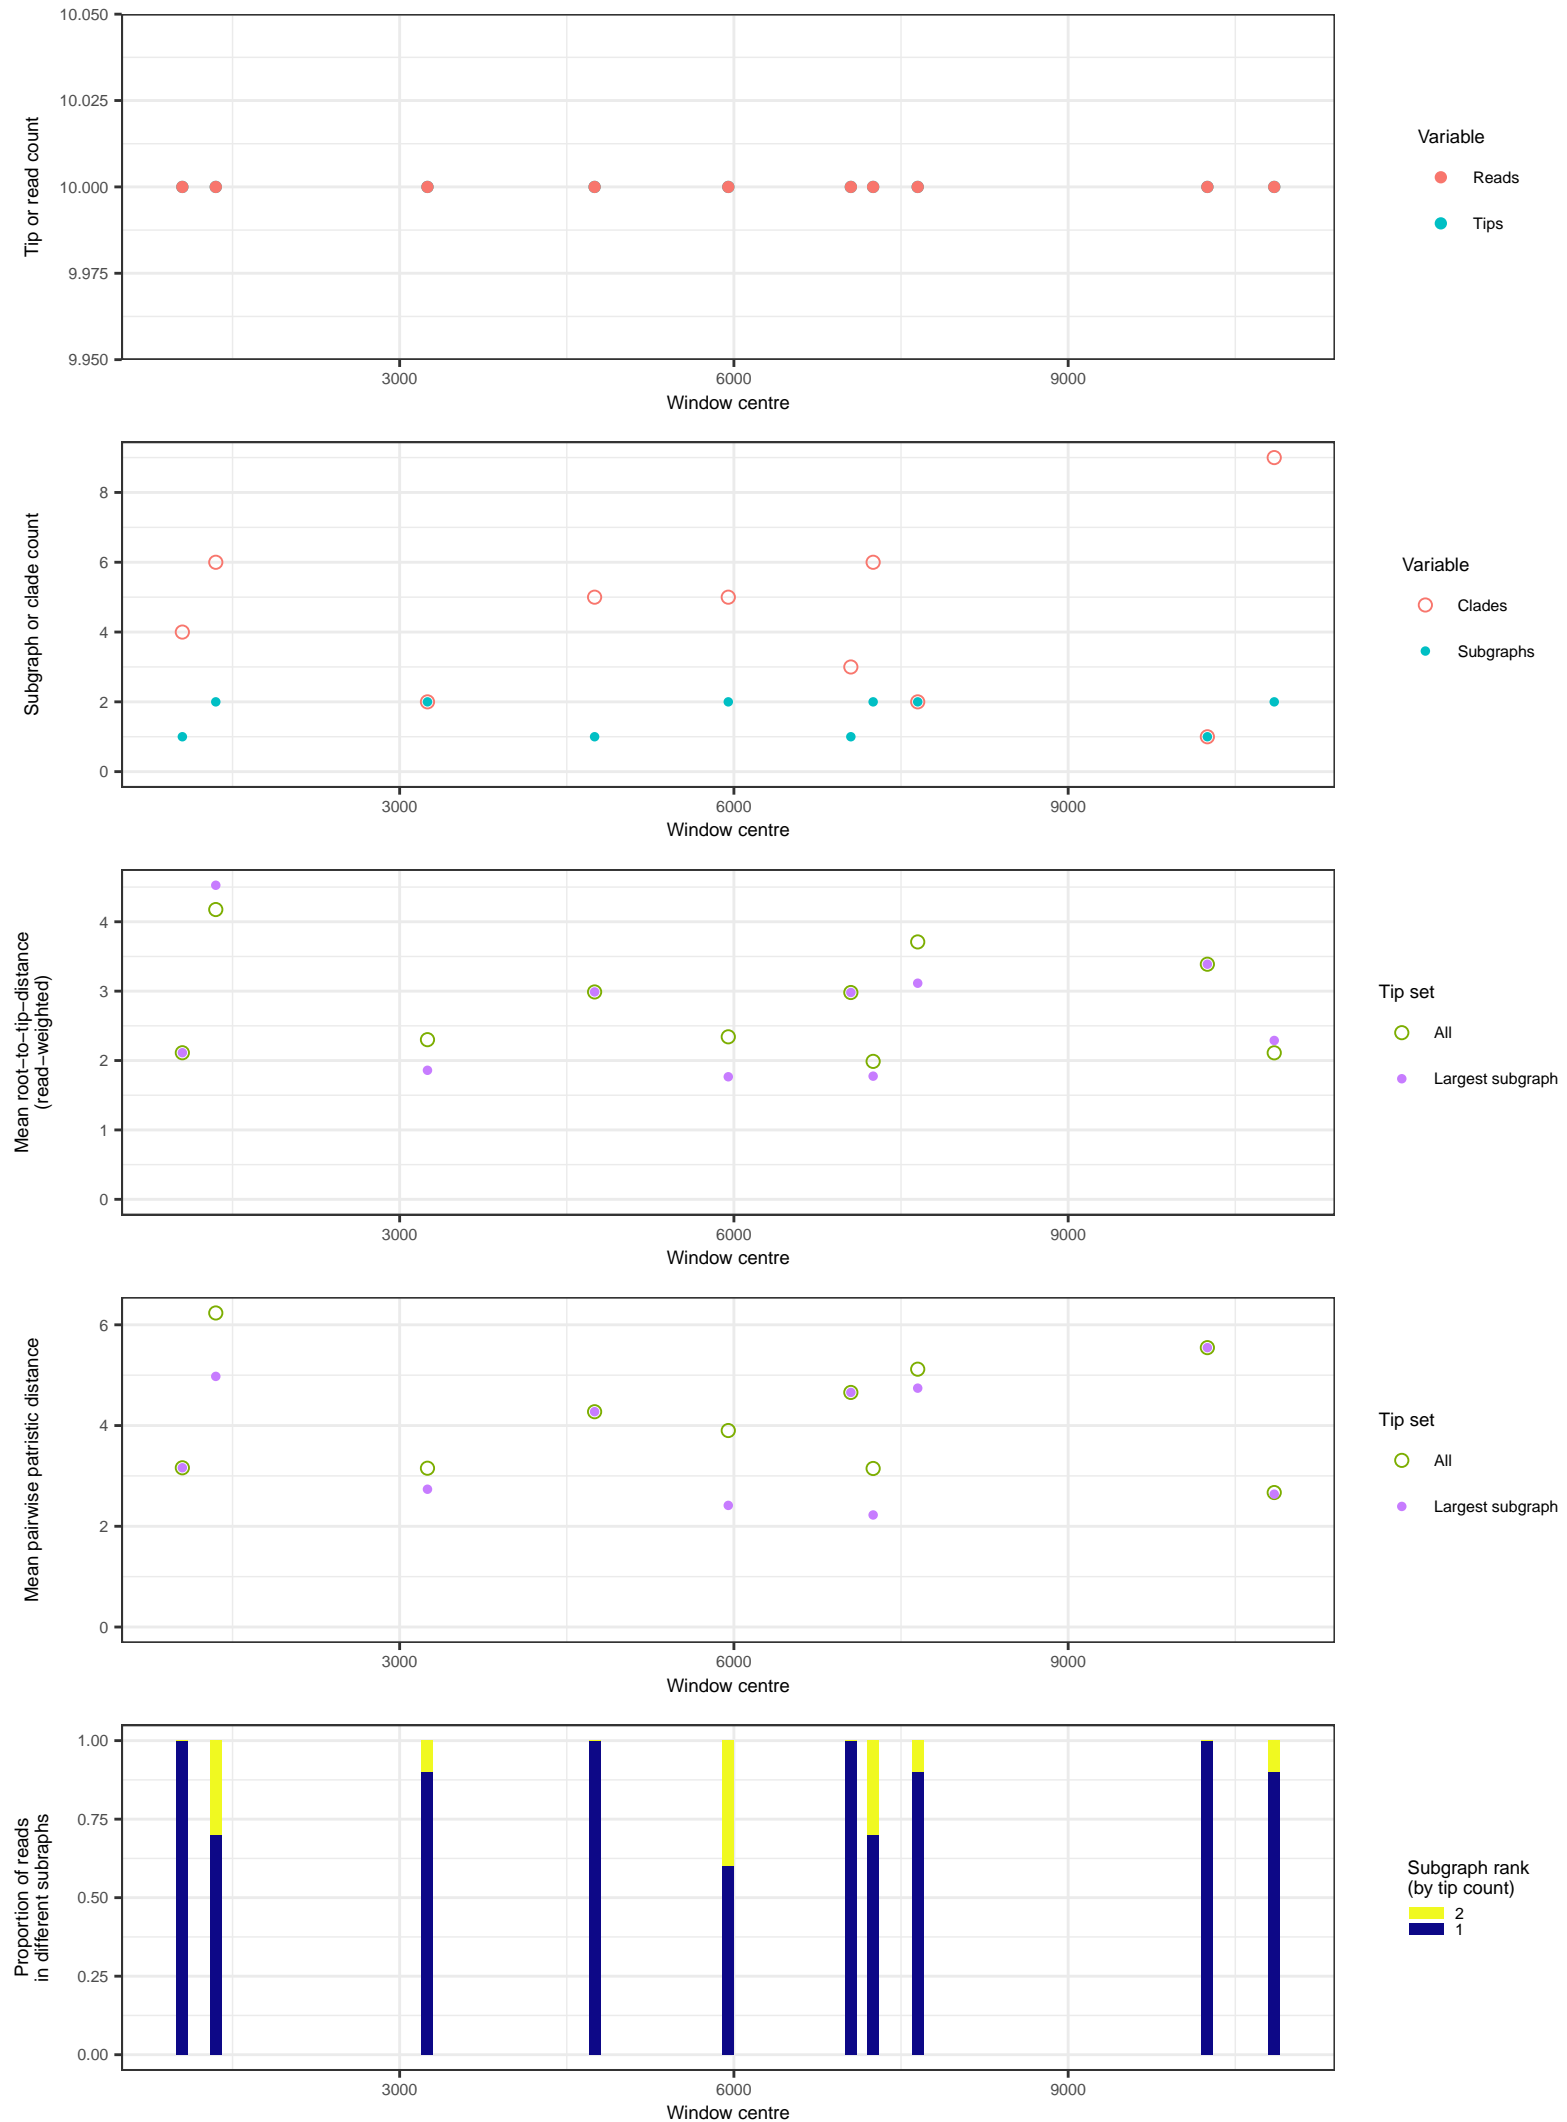 10.050
10.025
10.000
9.975
9.950
Tip or read count
3000 6000 9000
Window centre
Variable
Reads
Tips
8
6
4
2
0
Subgraph or clade count
3000 6000 9000
Window centre
Variable
Clades
Subgraphs
4
3
2
1
0
Mean root−to−tip−distance
(read−weighted)
3000 6000 9000
Window centre
Tip set
All
Largest subgraph
6
4
2
0
Mean pairwise patristic distance
3000 6000 9000
Window centre
Tip set
All
Largest subgraph
1.00
0.75
0.50
0.25
0.00
Proportion of reads
in different subraphs
3000 6000 9000
Window centre
Subgraph rank
(by tip count)
2
1